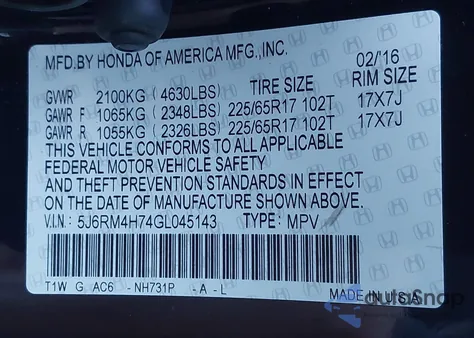 MFD.BY HONDA OF AMERICA MFG.,INC. 02/'16
GVWR 2100KG (4630LBS) TIRE SIZE RIM SIZE
GAWR F 1065KG (2348LBS) 225/65R17 102T 17X7J
GAWR R 1055KG (2326LBS) 225/65R17 102T 17X7J
THIS VEHICLE CONFORMS TO ALL APPLICABLE
FEDERAL MOTOR VEHICLE SAFETY
AND THEFT PREVENTION STANDARDS IN EFFECT
ON THE DATE OF MANUFACTURE SHOWN ABOVE.
V.I.N.: 5J6RM4H74GL045143 TYPE: MPV
T1W G AC6 - NH731P - A - L MADE IN U.S.A
AutaSnap